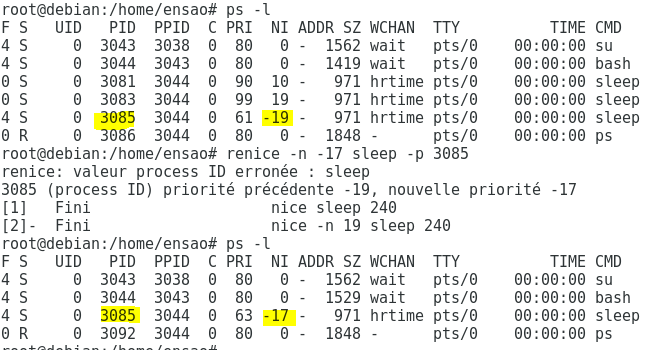 root@debian:/home/ensao# ps -l
F S   UID   PID  PPID  C PRI  NI ADDR SZ WCHAN  TTY          TIME CMD
4 S     0  3043  3038  0  80   0 -  1562 wait   pts/0    00:00:00 su
4 S     0  3044  3043  0  80   0 -  1419 wait   pts/0    00:00:00 bash
0 S     0  3081  3044  0  90  10 -   971 hrtime pts/0    00:00:00 sleep
0 S     0  3083  3044  0  99  19 -   971 hrtime pts/0    00:00:00 sleep
4 S     0  3085  3044  0  61 -19 -   971 hrtime pts/0    00:00:00 sleep
0 R     0  3086  3044  0  80   0 -  1848 -      pts/0    00:00:00 ps
root@debian:/home/ensao# renice -n -17 sleep -p 3085
renice: valeur process ID erronée : sleep
3085 (process ID) priorité précédente -19, nouvelle priorité -17
[1]   Fini                    nice sleep 240
[2]-  Fini                    nice -n 19 sleep 240
root@debian:/home/ensao# ps -l
F S   UID   PID  PPID  C PRI  NI ADDR SZ WCHAN  TTY          TIME CMD
4 S     0  3043  3038  0  80   0 -  1562 wait   pts/0    00:00:00 su
4 S     0  3044  3043  0  80   0 -  1529 wait   pts/0    00:00:00 bash
4 S     0  3085  3044  0  63 -17 -   971 hrtime pts/0    00:00:00 sleep
0 R     0  3092  3044  0  80   0 -  1848 -      pts/0    00:00:00 ps